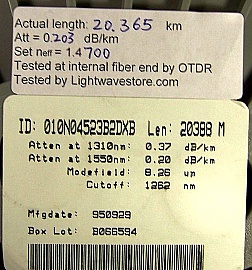 Actual length: 20.365 km
Att = 0.203 dB/km
Set neff = 1.4700
Tested at internal fiber end by OTDR
Tested by Lightwavestore.com
ID: 010N04523B2DXB Len: 20388 M
Atten at 1310nm: 0.37 dB/km
Atten at 1550nm: 0.20 dB/km
Modefield: 9.26 um
Cutoff: 1262 nm
Mfgdate: 950929
Box Lot: B066594